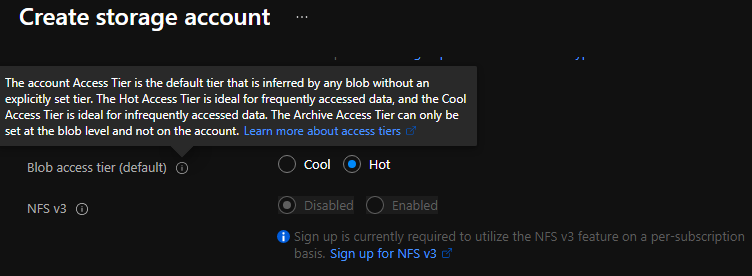 Create storage account ...
The account Access Tier is the default tier that is inferred by any blob without an
explicitly set tier. The Hot Access Tier is ideal for frequently accessed data, and the Cool
Access Tier is ideal for infrequently accessed data. The Archive Access Tier can only be
set at the blob level and not on the account. Learn more about access tiers
Blob access tier (default)
Cool
Hot
NFS v3
Disabled
Enabled
Sign up is currently required to utilize the NFS v3 feature on a per-subscription
basis. Sign up for NFS v3